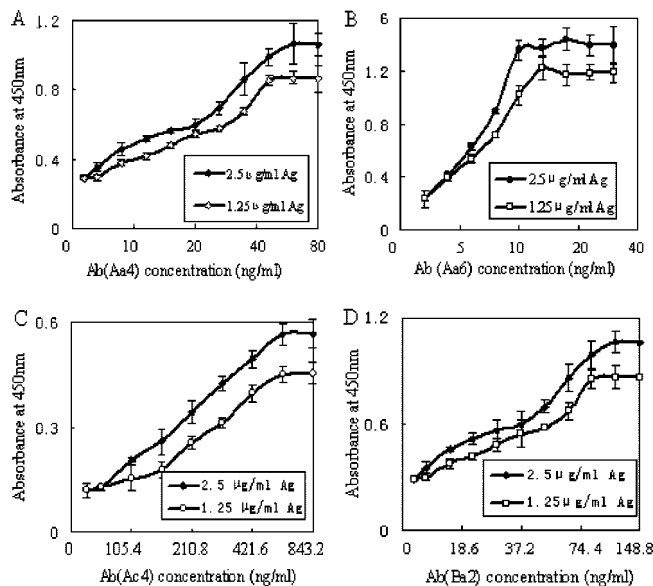 A
1.2
0.8
0.4
0
Absorbance at 450nm
2.5 μg/ml Ag
1.25 μg/ml Ag
0 10 20 40 80
Ab(Aa4) concentration (ng/ml)
B
6
1.2
8
0.4
0
Absorbance at 450nm
2.5 μg/ml Ag
1.25 μg/ml Ag
0 5 10 20 40
Ab (Aa6) concentration (ng/ml)
C
0.6
0.3
0
Absorbance at 450nm
2.5 μg/ml Ag
1.25 μg/ml Ag
0 105.4 210.8 421.6 843.2
Ab(Ac4) concentration (ng/ml)
D
1.2
0.6
0
Absorbance at 450nm
2.5 μg/ml Ag
1.25 μg/ml Ag
0 18.6 37.2 74.4 148.8
Ab(Ba2) concentration (ng/ml)